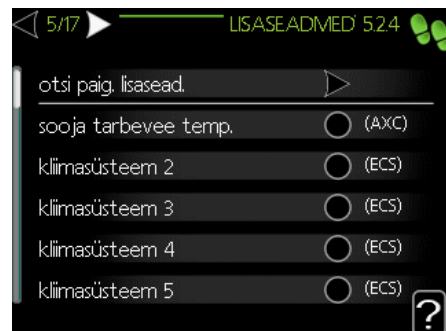 5/17 LISASEADMED 5.2.4
otsi paig. lisasead.
sooja tarbevee temp. (AXC)
kliimasüsteem 2 (ECS)
kliimasüsteem 3 (ECS)
kliimasüsteem 4 (ECS)
kliimasüsteem 5 (ECS)
?